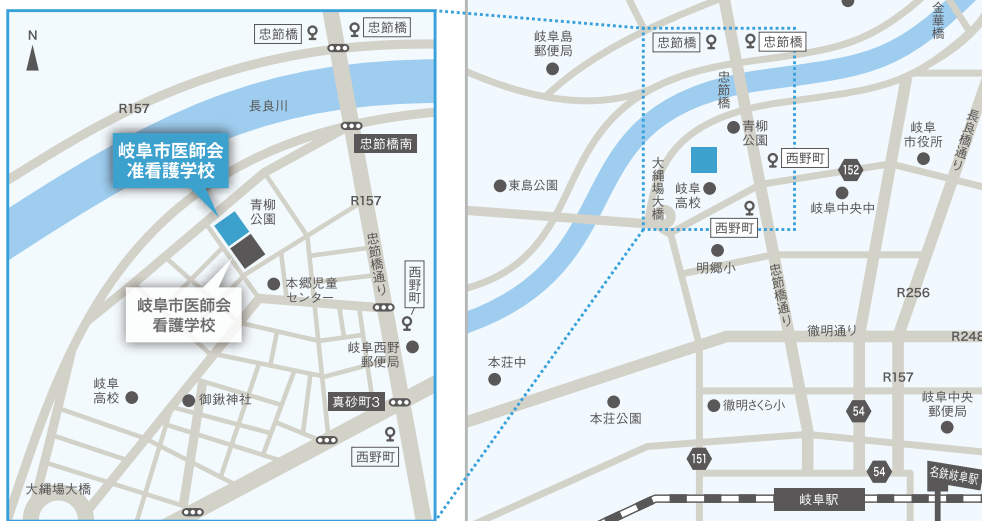 N
忠節橋
忠節橋
R157
長良川
忠節橋南
岐阜市医師会
准看護学校
青柳
公園
R157
忠節橋通り
西野町
本郷児童
センター
岐阜市医師会
看護学校
岐阜西野
郵便局
岐阜
高校
御鍬神社
真砂町3
西野町
大縄場大橋
金華橋
岐阜島
郵便局
忠節橋
忠節橋
忠節橋
青柳
公園
長良橋通り
岐阜
市役所
西野町
152
大縄場大橋
東島公園
岐阜
高校
岐阜中央中
西野町
明郷小
忠節橋通り
R256
徹明通り
R248
本荘中
R157
岐阜中央
郵便局
徹明さくら小
54
本荘公園
151
54
名鉄岐阜駅
岐阜駅